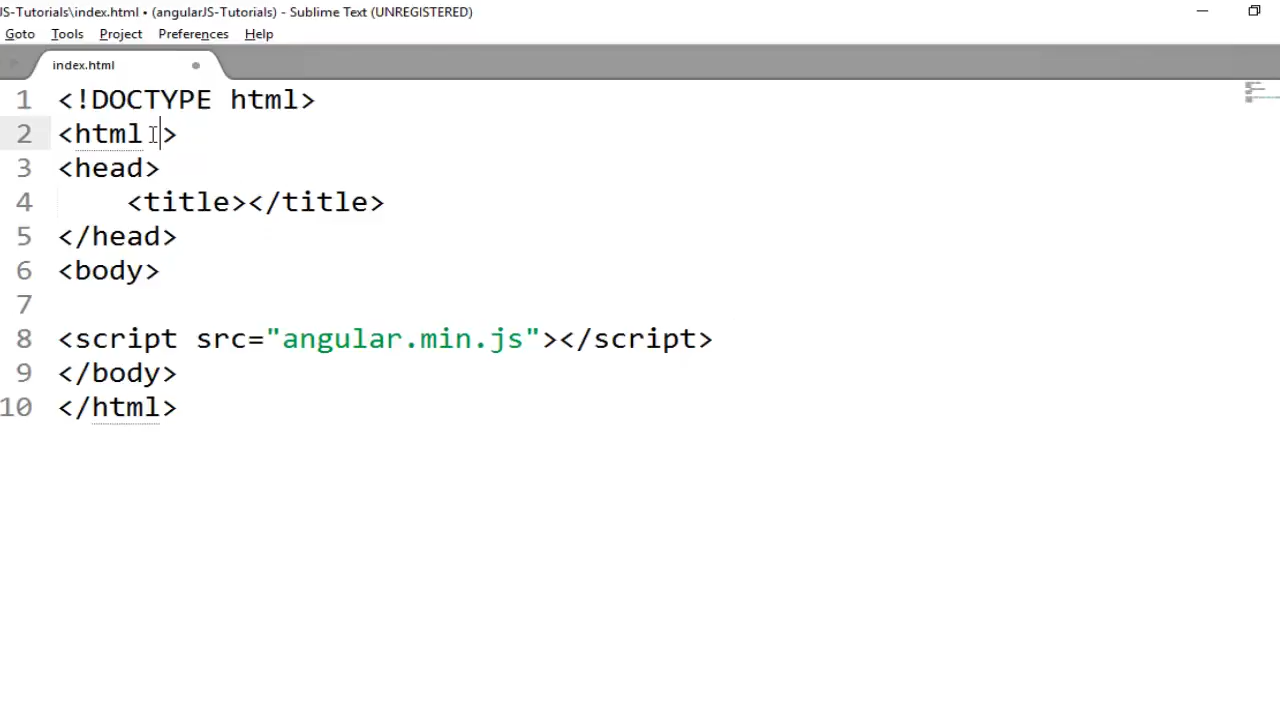 JS-Tutorials\index.html • (angularJS-Tutorials) - Sublime Text (UNREGISTERED)
Goto Tools Project Preferences Help
index.html
1 <!DOCTYPE html>
2 <html >
3 <head>
4 <title></title>
5 </head>
6 <body>
7
8 <script src="angular.min.js"></script>
9 </body>
10 </html>